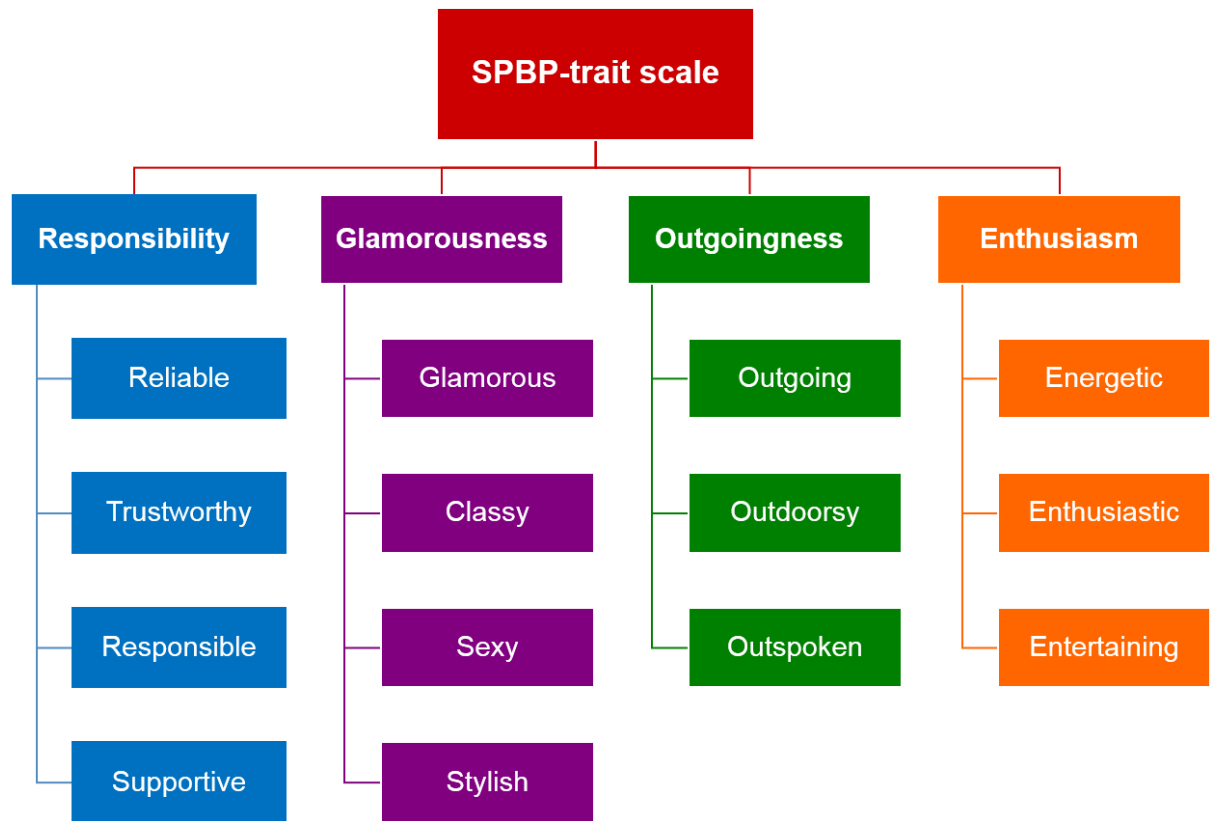 SPBP-trait scale
Responsibility
Reliable
Trustworthy
Responsible
Supportive
Glamorousness
Glamorous
Classy
Sexy
Stylish
Outgoingness
Outgoing
Outdoorsy
Outspoken
Enthusiasm
Energetic
Enthusiastic
Entertaining